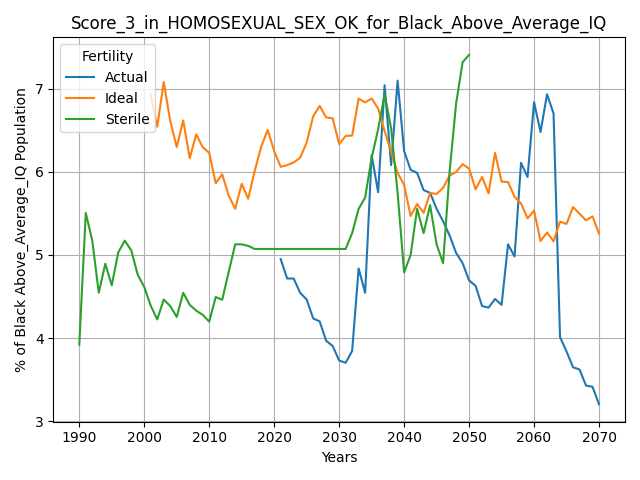 Score_3_in_HOMOSEXUAL_SEX_OK_for_Black_Above_Average_IQ
Fertility
Actual
Ideal
Sterile
% of Black Above_Average_IQ Population
7
6
5
4
3
1990 2000 2010 2020 2030 2040 2050 2060 2070
Years